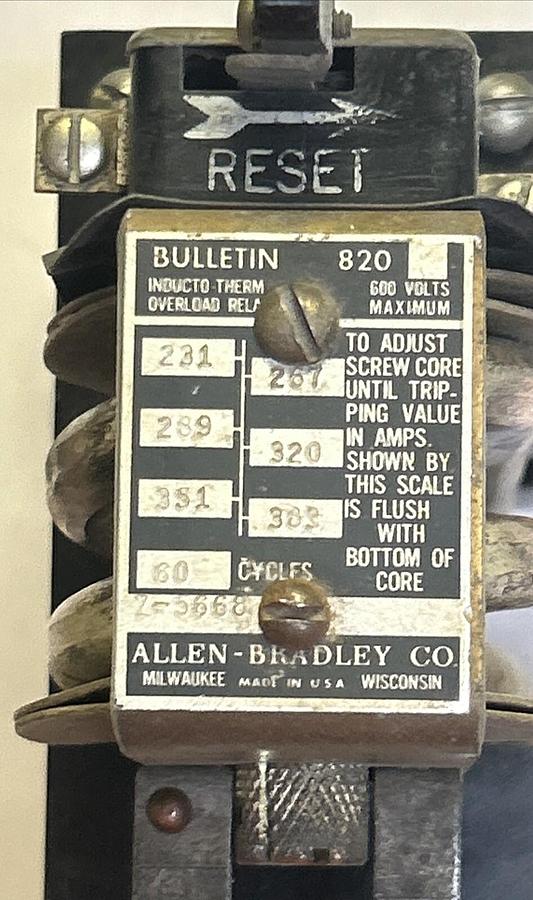 RESET
BULLETIN 820
INDUCTO-THERM 600 VOLTS
OVERLOAD MAXIMUM
231
267
289
320
351
60 CYCLES
TO ADJUST
SCREW CORE
UNTIL TRIP-
PING VALUE
IN AMPS.
SHOWN BY
THIS SCALE
IS FLUSH
WITH
BOTTOM OF
CORE
Z-5668
ALLEN-BRADLEY CO.
MILWAUKEE MADE IN U S A WISCONSIN